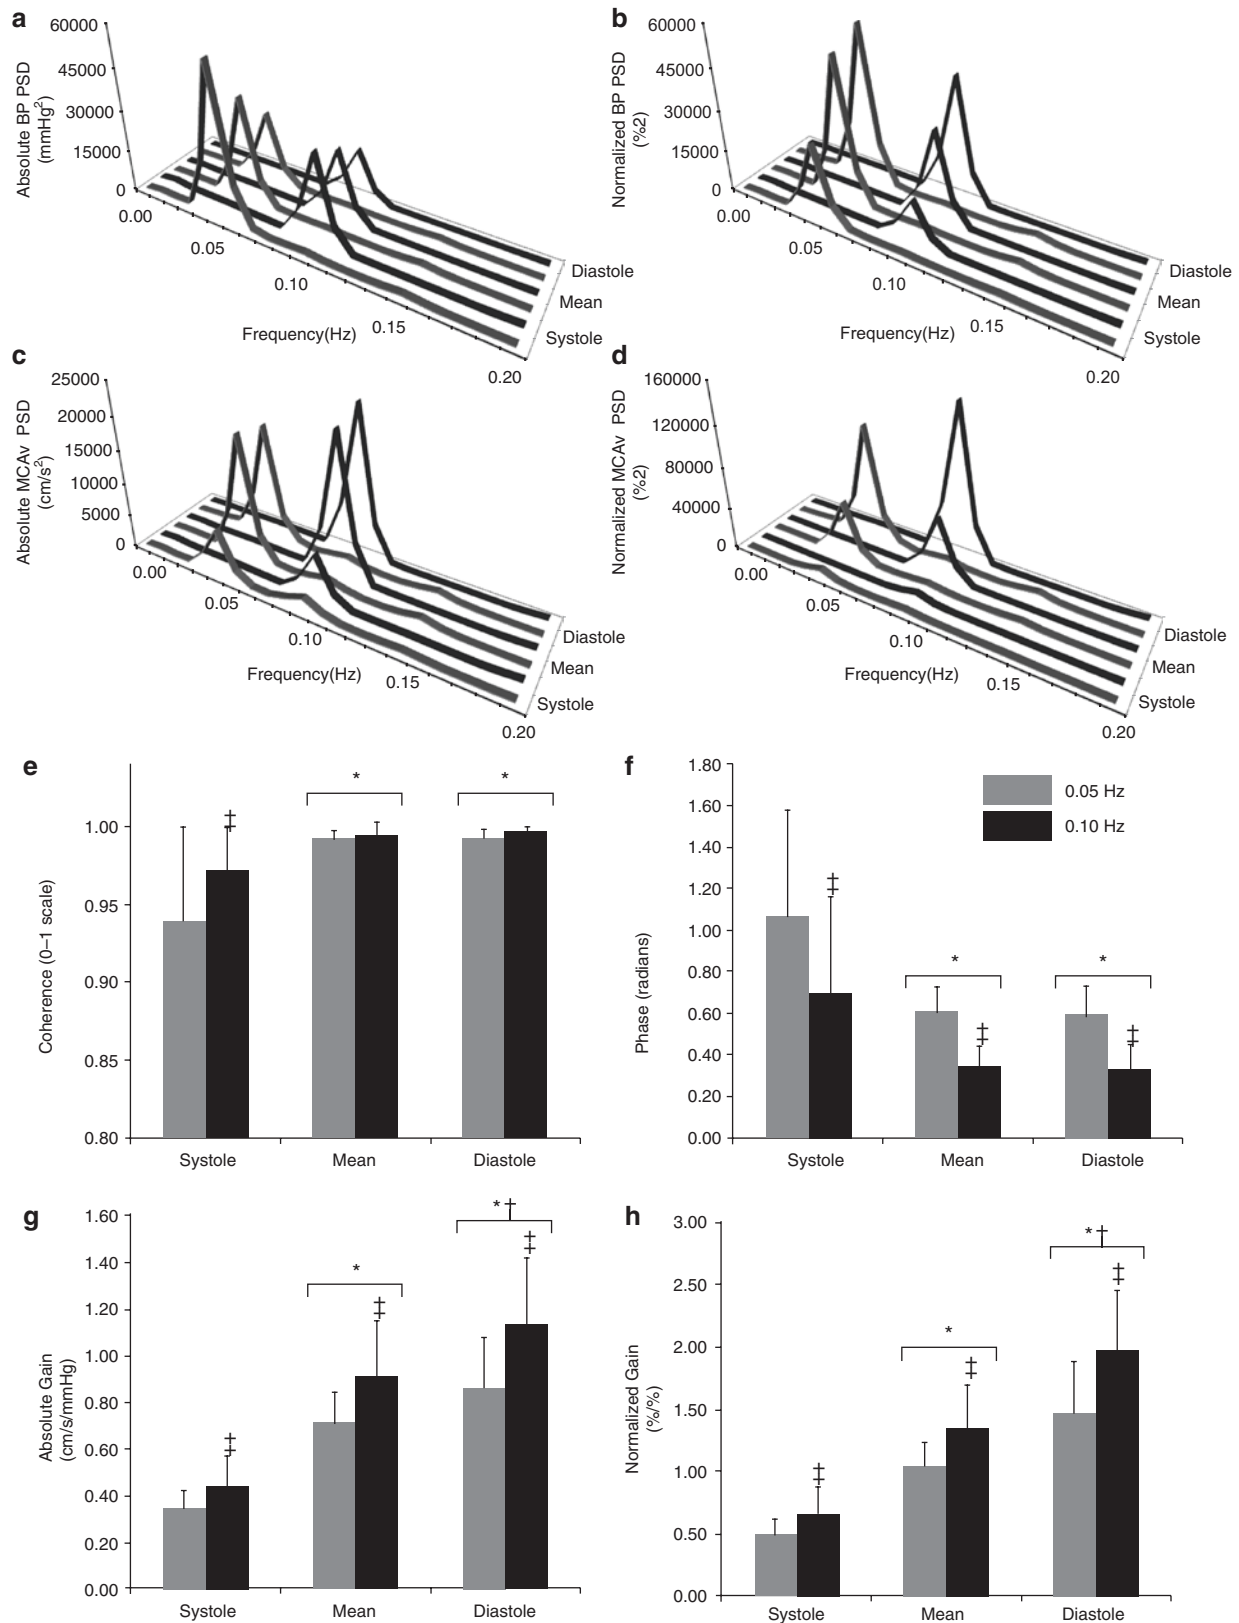 a
60000
45000
30000
15000
0
Absolute BP PSD
(mmHg²)
0.00
0.05
0.10
0.15
0.20
Frequency(Hz)
Diastole
Mean
Systole
b
60000
45000
30000
15000
0
Normalized BP PSD
(%2)
0.00
0.05
0.10
0.15
0.20
Frequency(Hz)
Diastole
Mean
Systole
c
25000
20000
15000
10000
5000
0
Absolute MCAv PSD
(cm/s²)
0.00
0.05
0.10
0.15
0.20
Frequency(Hz)
Diastole
Mean
Systole
d
160000
120000
80000
40000
0
Normalized MCAv PSD
(%2)
0.00
0.05
0.10
0.15
0.20
Frequency(Hz)
Diastole
Mean
Systole
e
1.00
0.95
0.90
0.85
0.80
Coherence (0–1 scale)
‡
*
*
Systole Mean Diastole
f
1.80
1.60
1.40
1.20
1.00
0.80
0.60
0.40
0.20
0.00
Phase (radians)
0.05 Hz
0.10 Hz
‡
*
‡
*
‡
Systole Mean Diastole
g
1.60
1.40
1.20
1.00
0.80
0.60
0.40
0.20
0.00
Absolute Gain
(cm/s/mmHg)
‡
*
‡
*†
‡
Systole Mean Diastole
h
3.00
2.50
2.00
1.50
1.00
0.50
0.00
Normalized Gain
(%/%)
‡
*
‡
*†
‡
Systole Mean Diastole